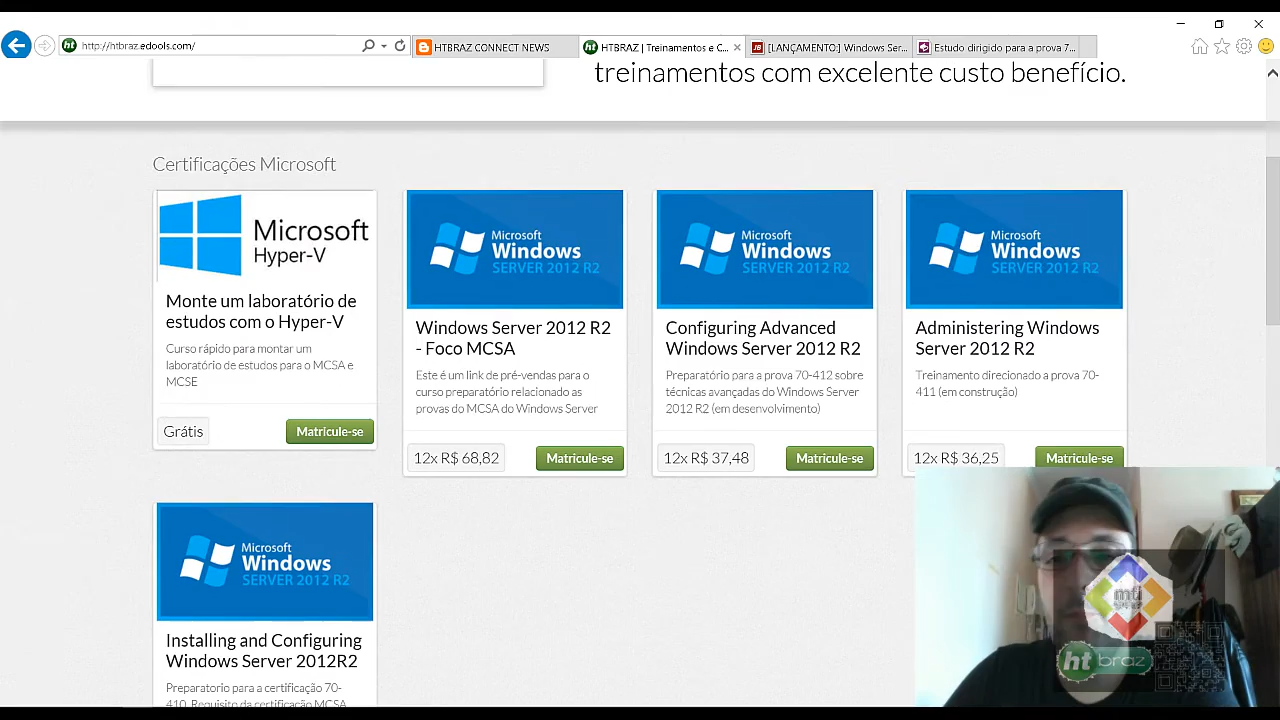 http://htbraz.edools.com/
HTBRAZ CONNECT NEWS
HTBRAZ | Treinamentos e C...
[LANÇAMENTO:] Windows Ser...
Estudo dirigido para a prova 7...
treinamentos com excelente custo benefício.
Certificações Microsoft
Microsoft
Hyper-V
Monte um laboratório de
estudos com o Hyper-V
Curso rápido para montar um
laboratório de estudos para o MCSA e
MCSE
Grátis
Matricule-se
Microsoft
Windows
SERVER 2012 R2
Windows Server 2012 R2
- Foco MCSA
Este é um link de pré-vendas para o
curso preparatório relacionado as
provas do MCSA do Windows Server
12x R$ 68,82
Matricule-se
Microsoft
Windows
SERVER 2012 R2
Configuring Advanced
Windows Server 2012 R2
Preparatório para a prova 70-412 sobre
técnicas avançadas do Windows Server
2012 R2 (em desenvolvimento)
12x R$ 37,48
Matricule-se
Microsoft
Windows
SERVER 2012 R2
Administering Windows
Server 2012 R2
Treinamento direcionado a prova 70-
411 (em construção)
12x R$ 36,25
Matricule-se
Microsoft
Windows
SERVER 2012 R2
Installing and Configuring
Windows Server 2012R2
Preparatorio para a certificação 70-
410. Requisito da certificação MCSA
ht braz